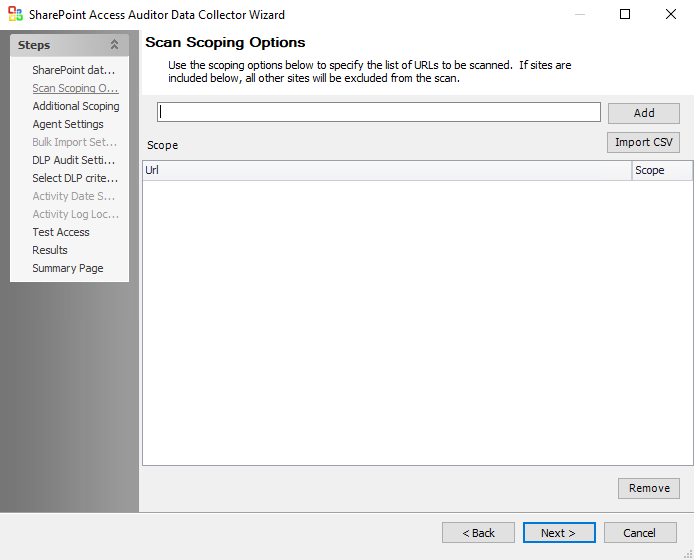 SharePoint Access Auditor Data Collector Wizard
Steps
SharePoint dat...
Scan Scoping O...
Additional Scoping
Agent Settings
Bulk Import Set...
DLP Audit Setti...
Select DLP crite...
Activity Date S...
Activity Log Loc...
Test Access
Results
Summary Page
Scan Scoping Options
Use the scoping options below to specify the list of URLs to be scanned.  If sites are
included below, all other sites will be excluded from the scan.
Add
Scope
Import CSV
Url Scope
Remove
< Back Next > Cancel